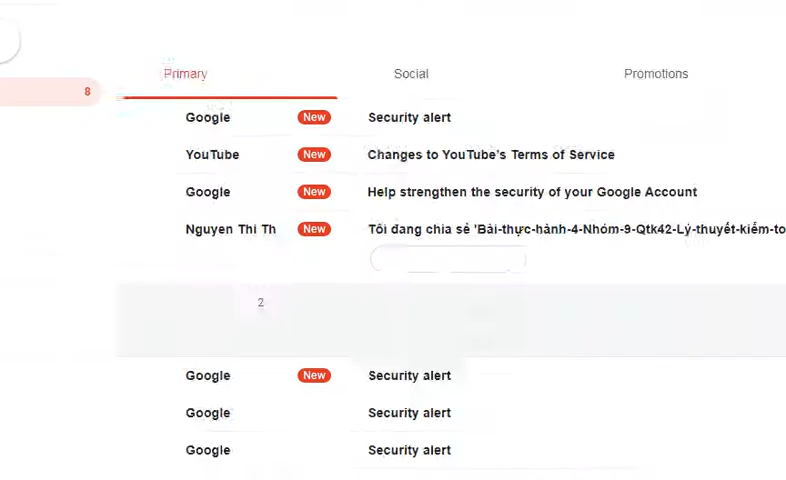 Primary Social Promotions
8
Google New Security alert
YouTube New Changes to YouTube's Terms of Service
Google New Help strengthen the security of your Google Account
Nguyen Thi Th New Tôi đang chia sẻ 'Bài-thực-hành-4-Nhóm-9-Qtk42-Lý-thuyết-kiểm-to
2
Google New Security alert
Google Security alert
Google Security alert